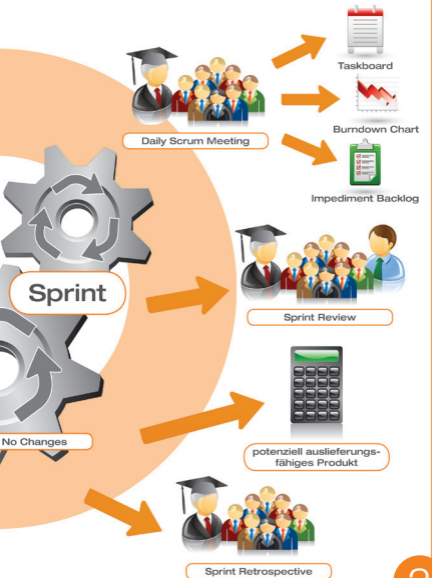 Taskboard
Burndown Chart
Daily Scrum Meeting
Impediment Backlog
Sprint
Sprint Review
No Changes
potenziell auslieferungs-
fähiges Produkt
Sprint Retrospective